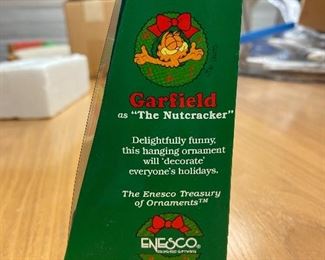 Garfield
as "The Nutcracker"
Delightfully funny,
this hanging ornament
will 'decorate'
everyone's holidays.
The Enesco Treasury
of Ornaments™
ENESCO®